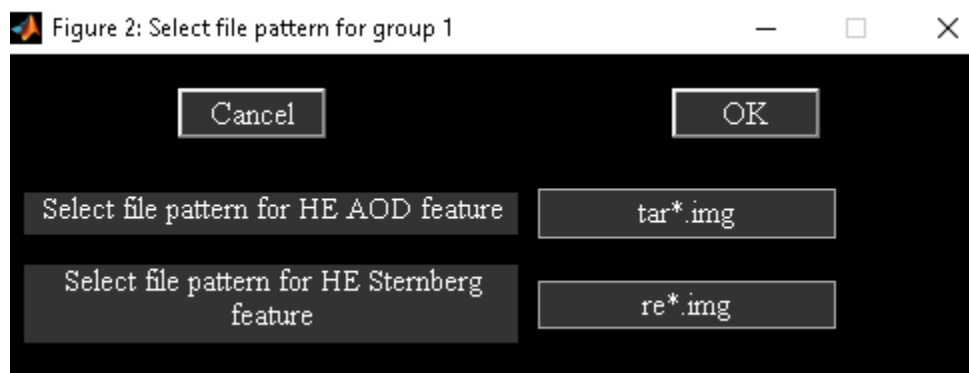 Figure 2: Select file pattern for group 1
Cancel
OK
Select file pattern for HE AOD feature
tar*.img
Select file pattern for HE Sternberg
feature
re*.img